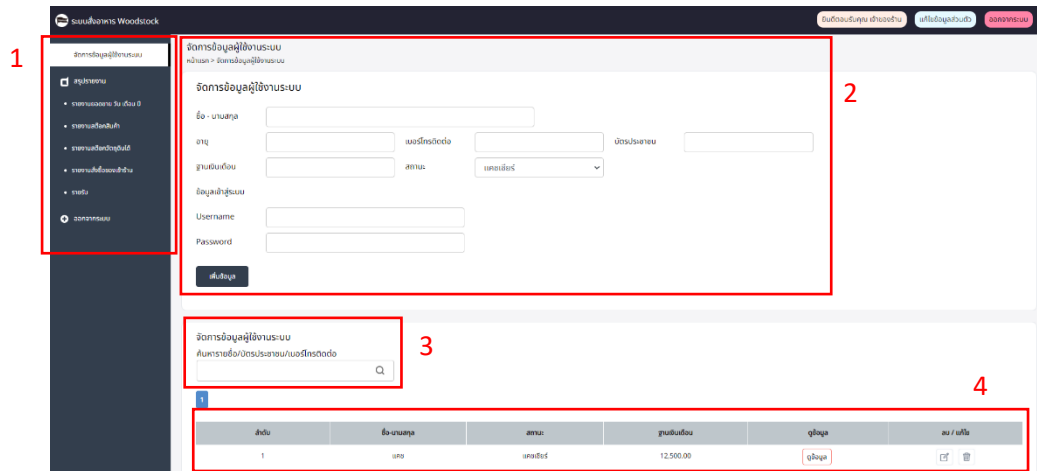 ระบบสั่งอาหาร Woodstock
ยินดีตอนรับคุณ เจ้าของร้าน
แก้ไขข้อมูลส่วนตัว
ออกจากระบบ
1
จัดการข้อมูลผู้ใช้งานระบบ
สรุปรายงาน
รายงานยอดขาย วัน เดือน ปี
รายงานสต็อคสินค้า
รายงานสต็อควัตถุดิบได้
รายงานสั่งซื้อของเข้าร้าน
รายรับ
ออกจากระบบ
2
จัดการข้อมูลผู้ใช้งานระบบ
หน้าแรก > จัดการข้อมูลผู้ใช้งานระบบ
จัดการข้อมูลผู้ใช้งานระบบ
ชื่อ - นามสกุล
อายุ เบอร์โทรติดต่อ บัตรประชาชน
ฐานเงินเดือน สถานะ แคชเชียร์
ข้อมูลเข้าสู่ระบบ
Username
Password
เพิ่มข้อมูล
3
จัดการข้อมูลผู้ใช้งานระบบ
ค้นหารายชื่อ/บัตรประชาชน/เบอร์โทรติดต่อ
1
4
ลำดับ ชื่อ-นามสกุล สถานะ ฐานเงินเดือน ดูข้อมูล ลบ / แก้ไข
1 แคช แคชเชียร์ 12,500.00 ดูข้อมูล